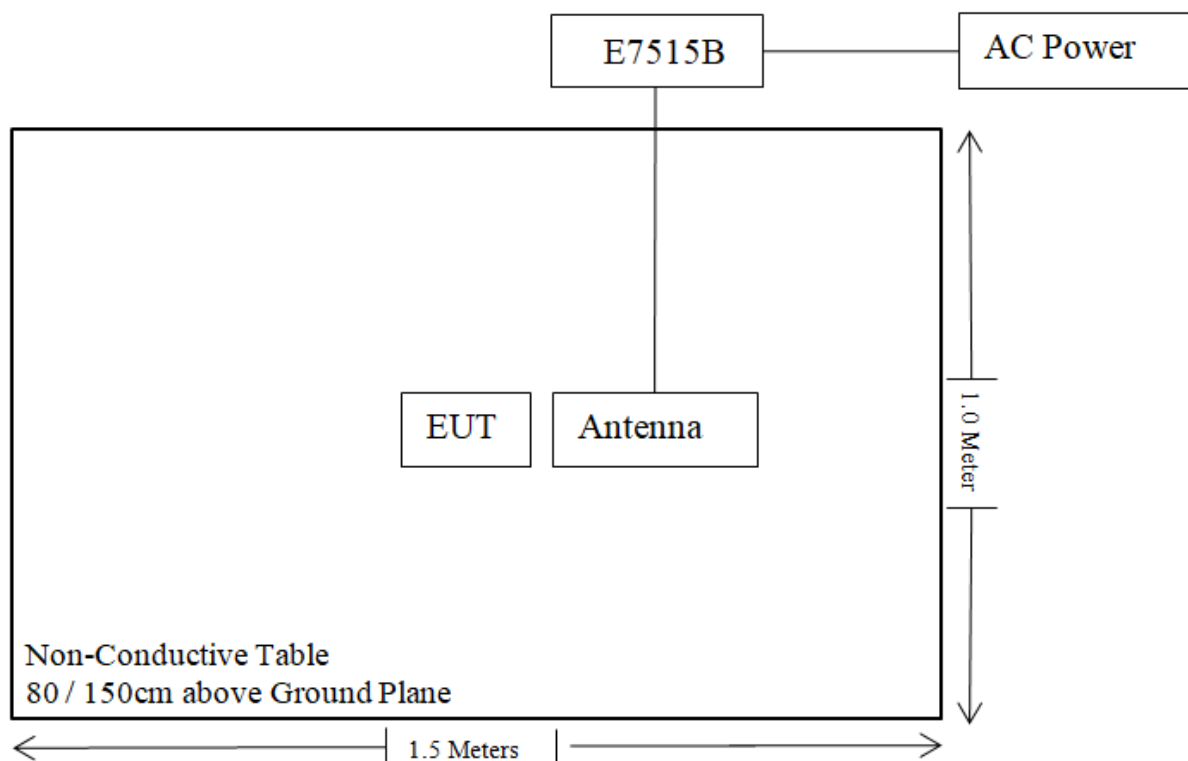 E7515B
AC Power
EUT
Antenna
1.0 Meter
Non-Conductive Table
80 / 150cm above Ground Plane
1.5 Meters